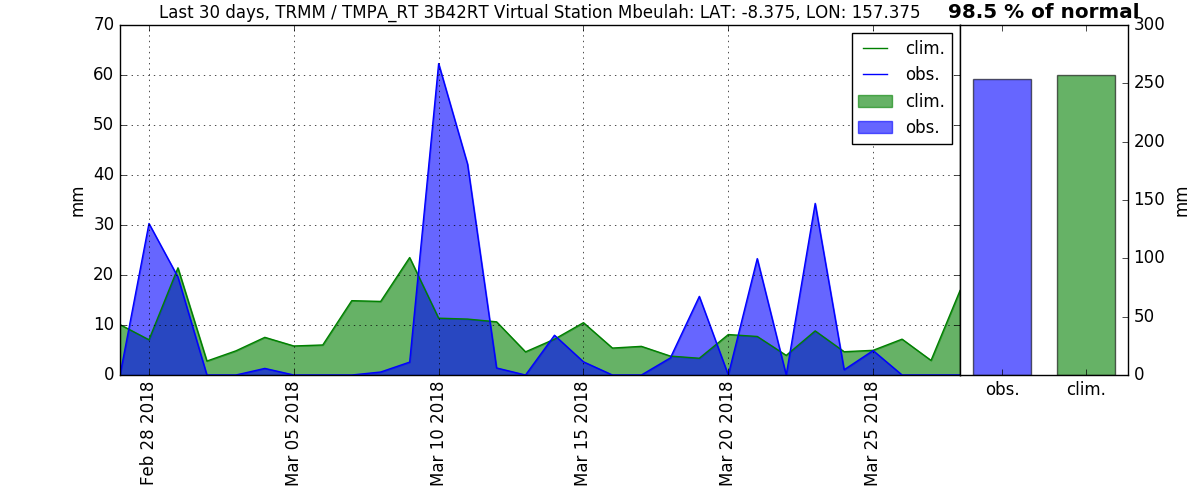 Last 30 days, TRMM / TMPA_RT 3B42RT Virtual Station Mbeulah: LAT: -8.375, LON: 157.375
98.5 % of normal
70
60
50
40
30
20
10
0
mm
clim.
obs.
clim.
obs.
Feb 28 2018
Mar 05 2018
Mar 10 2018
Mar 15 2018
Mar 20 2018
Mar 25 2018
300
250
200
150
100
50
0
mm
obs.
clim.